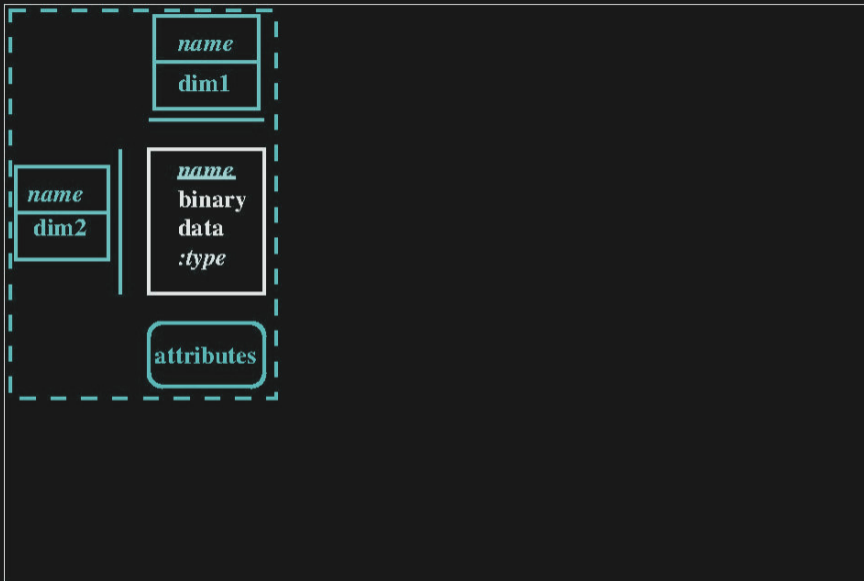 name
dim1
name
binary
data
:type
name
dim2
attributes